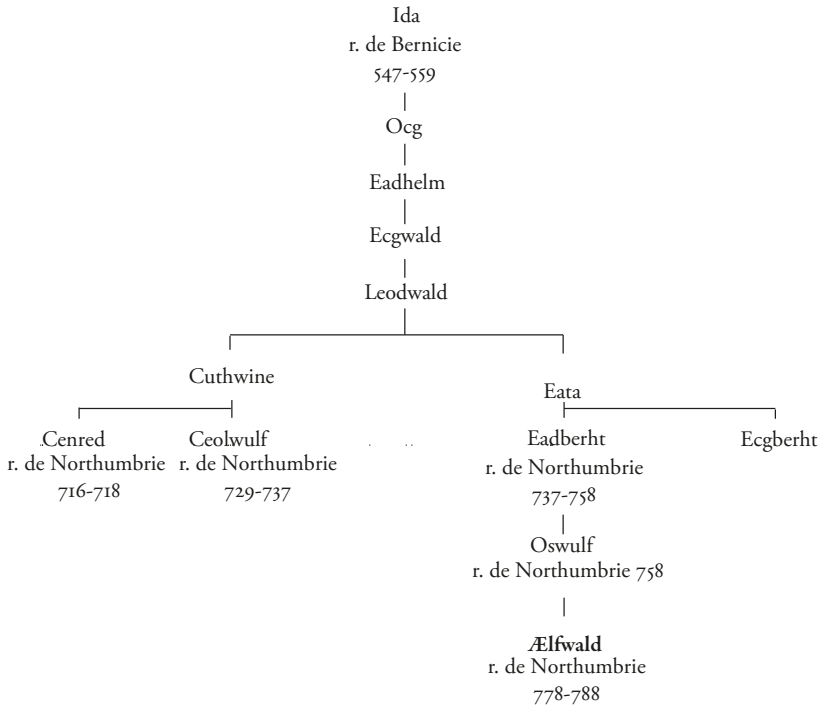 Ida
r. de Bernicie
547-559
Ocg
Eadhelm
Ecgwald
Leodwald
Cuthwine
Eata
Cenred
r. de Northumbrie
716-718
Ceolwulf
r. de Northumbrie
729-737
Eadberht
r. de Northumbrie
737-758
Ecgberht
Oswulf
r. de Northumbrie 758
Ælfwald
r. de Northumbrie
778-788